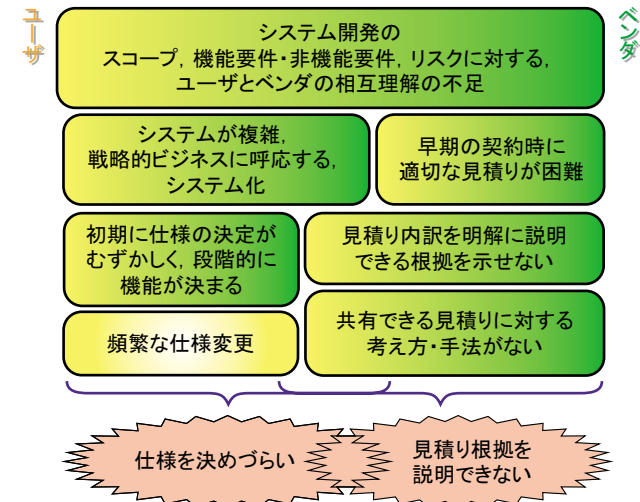 ユーザ
ベンダ
システム開発の
スコープ，機能要件・非機能要件，リスクに対する，
ユーザとベンダの相互理解の不足
システムが複雑，
戦略的ビジネスに呼応する，
システム化
早期の契約時に
適切な見積りが困難
初期に仕様の決定が
むずかしく，段階的に
機能が決まる
見積り内訳を明解に説明
できる根拠を示せない
頻繁な仕様変更
共有できる見積りに対する
考え方・手法がない
仕様を決めづらい
見積り根拠を
説明できない